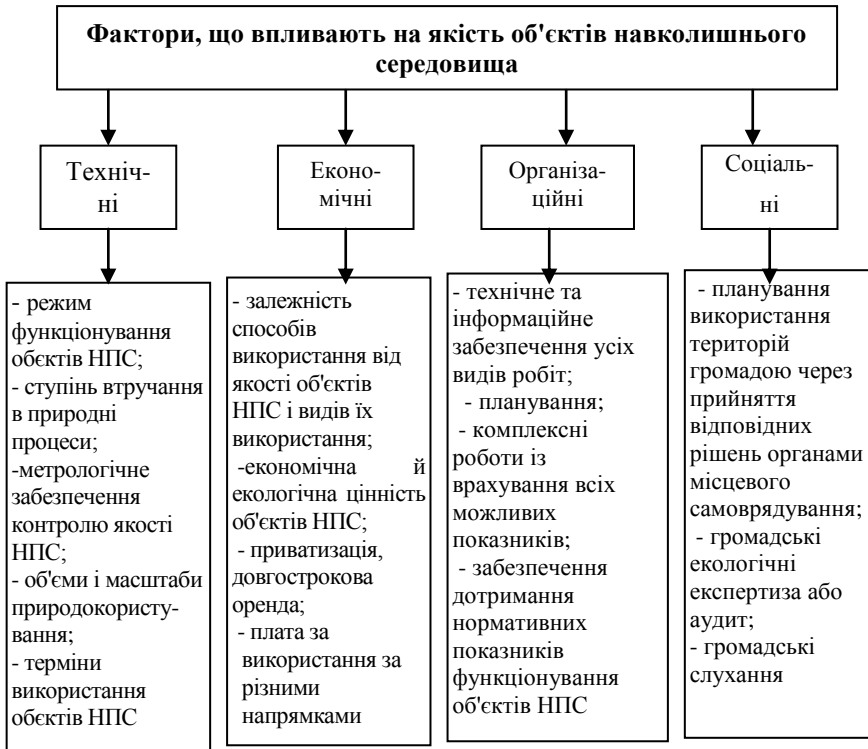 Фактори, що впливають на якість об'єктів навколишнього
середовища
Техніч-
ні
Еконо-
мічні
Організа-
ційні
Соціаль-
ні
- режим
функціонування
обєктів НПС;
- ступінь втручання
в природні
процеси;
-метрологічне
забезпечення
контролю якості
НПС;
- об'єми і масштаби
природокористу-
вання;
- терміни
використання
обєктів НПС
- залежність
способів
використання від
якості об'єктів
НПС і видів їх
використання;
-економічна й
екологічна цінність
об'єктів НПС;
- приватизація,
довгострокова
оренда;
- плата за
використання за
різними
напрямками
- технічне та
інформаційне
забезпечення усіх
видів робіт;
- планування;
- комплексні
роботи із
врахування всіх
можливих
показників;
- забезпечення
дотримання
нормативних
показників
функціонування
об'єктів НПС
- планування
використання
територій
громадою через
прийняття
відповідних
рішень органами
місцевого
самоврядування;
- громадські
екологічні
експертиза або
аудит;
- громадські
слухання